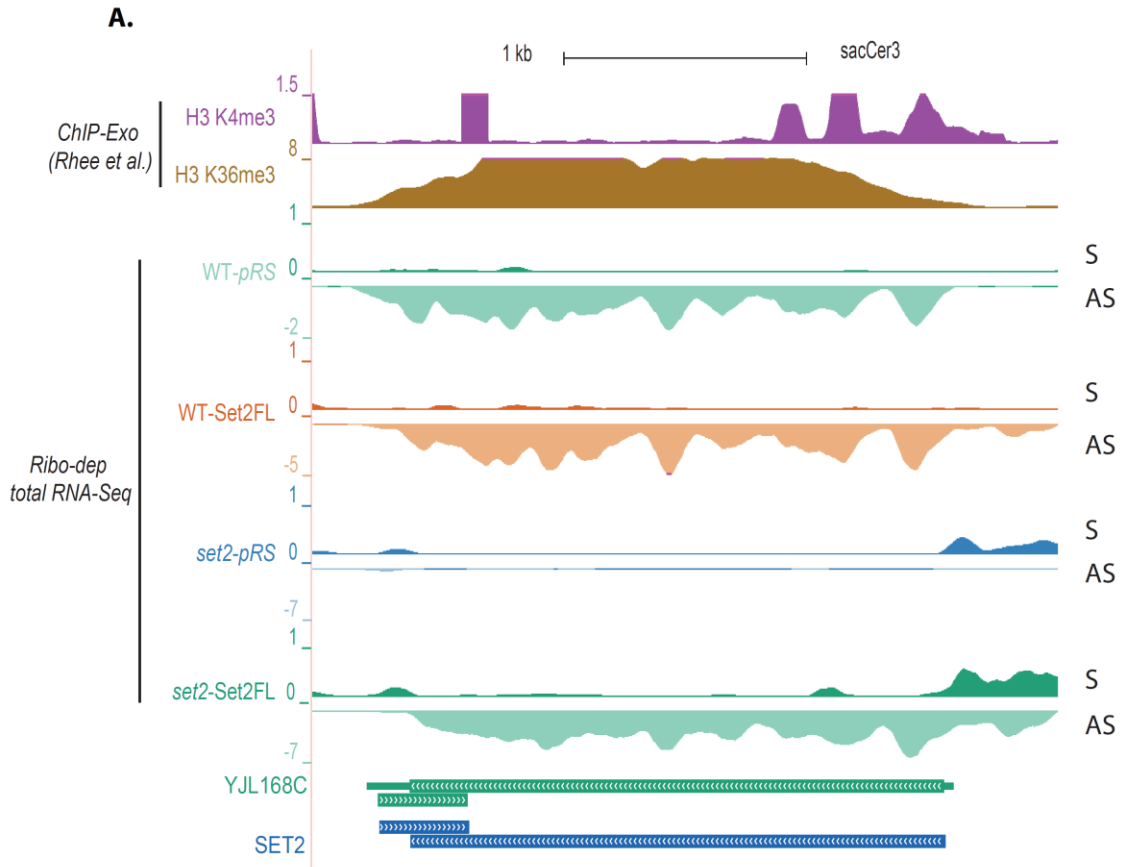 A.
1 kb
sacCer3
ChIP-Exo
(Rhee et al.)
1.5
H3 K4me3
8
H3 K36me3
Ribo-dep
total RNA-Seq
1
WT-pRS 0
S
AS
-2
1
WT-Set2FL 0
S
AS
-5
1
set2-pRS 0
S
AS
-7
1
set2-Set2FL 0
S
AS
-7
YJL168C
SET2